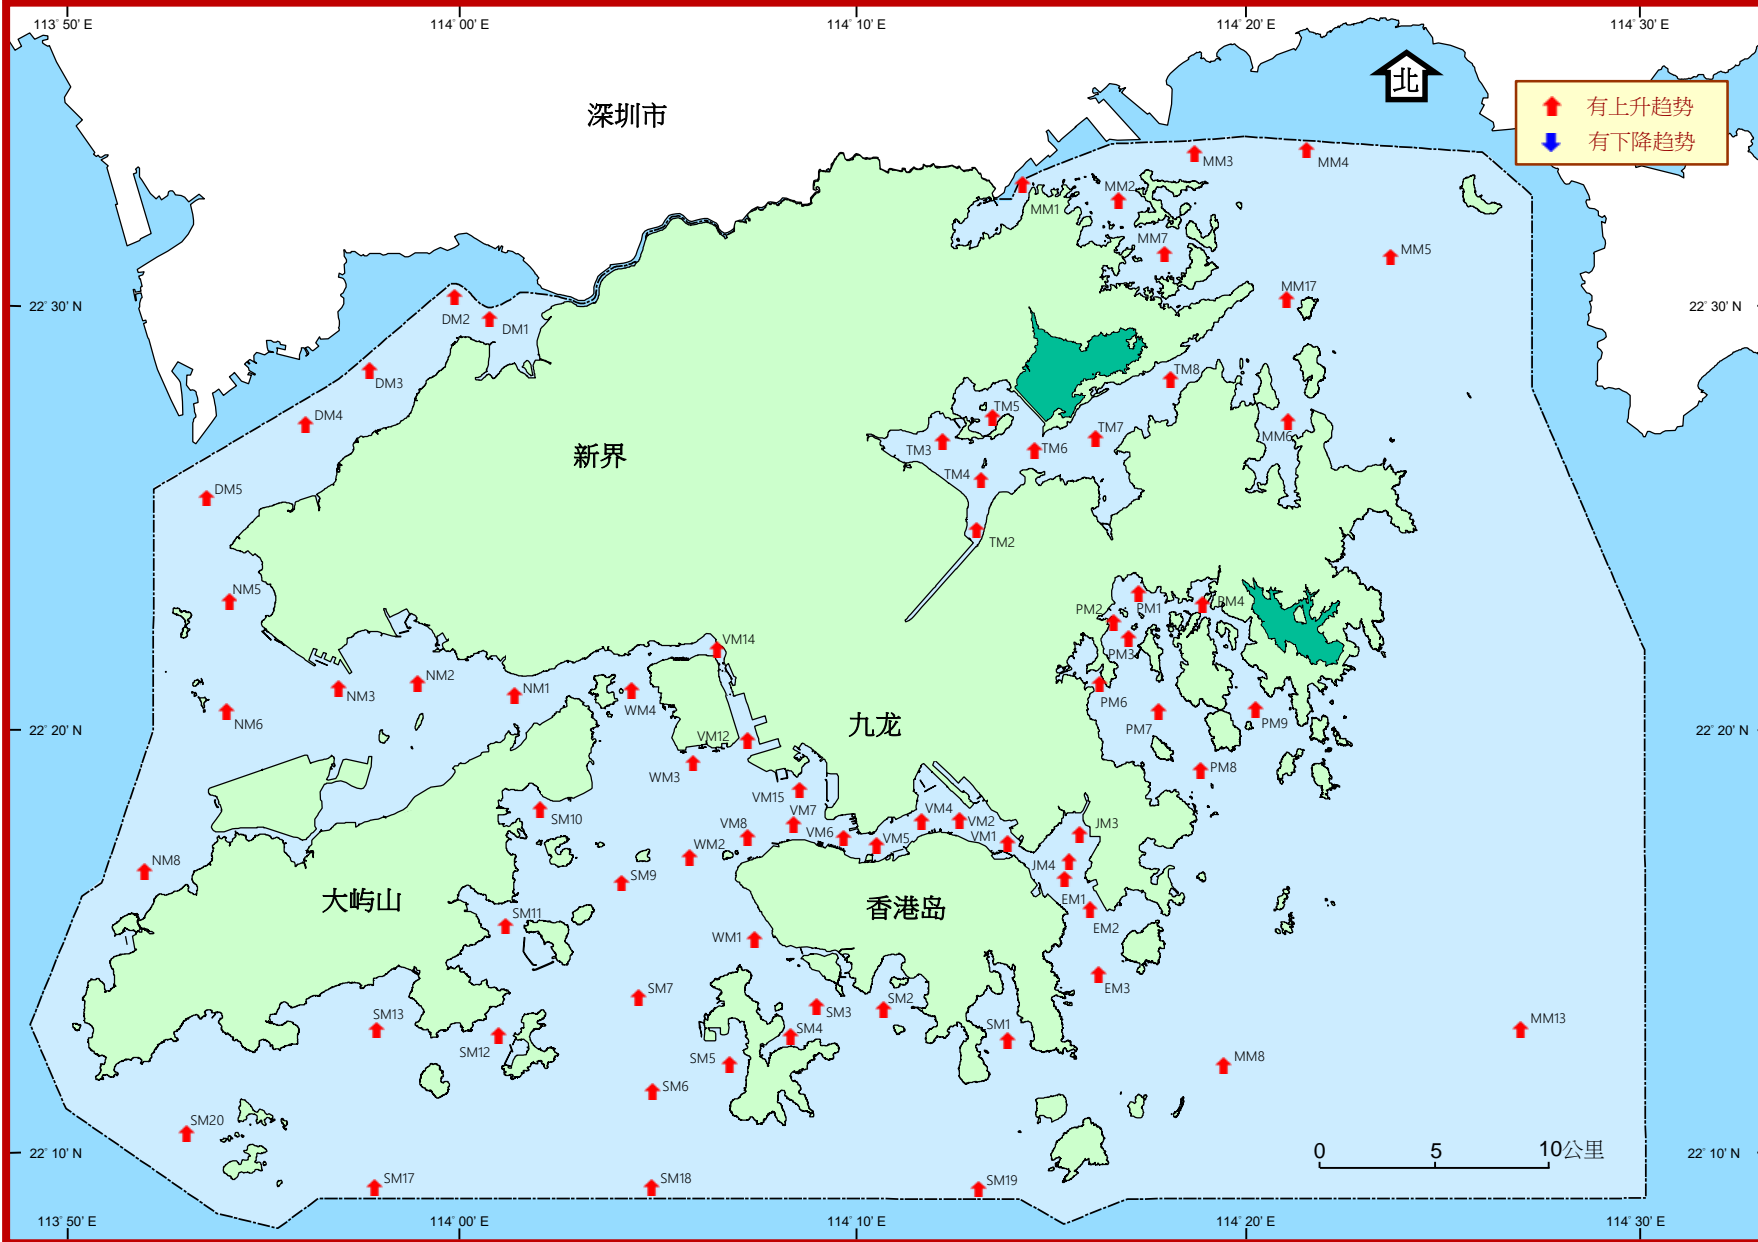 113° 50' E
114° 00' E
114° 10' E
114° 20' E
114° 30' E
北
深圳市
有上升趋势
有下降趋势
MM3
MM4
MM2
MM1
MM7
MM5
MM17
22° 30' N
22° 30' N
DM2
DM1
DM3
TM8
DM4
TM5
MM6
TM7
TM3
TM6
新界
TM4
DM5
TM2
NM5
PM1
PM4
PM2
PM3
VM14
NM2
NM3
NM1
WM4
PM6
PM7
PM9
NM6
九龙
22° 20' N
22° 20' N
VM12
WM3
PM8
VM15
SM10
VM7
VM4
VM2
JM3
VM8
VM6
VM5
VM1
WM2
JM4
NM8
SM9
EM1
大屿山
香港岛
SM11
EM2
WM1
EM3
SM7
SM2
SM3
SM13
SM4
SM1
MM13
SM12
SM5
MM8
SM6
SM20
22° 10' N
22° 10' N
0
5
10公里
SM17
SM18
SM19
113° 50' E
114° 00' E
114° 10' E
114° 20' E
114° 30' E